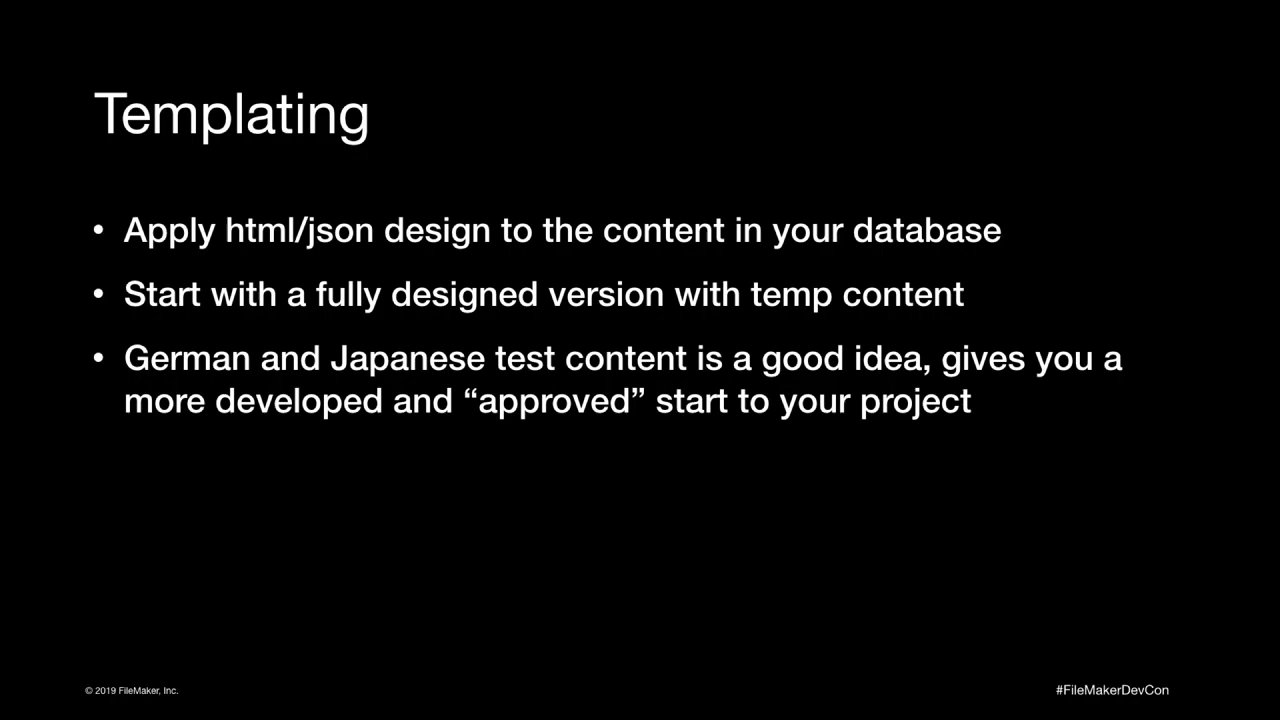 Templating
• Apply html/json design to the content in your database
• Start with a fully designed version with temp content
• German and Japanese test content is a good idea, gives you a
more developed and “approved” start to your project
© 2019 FileMaker, Inc.
#FileMakerDevCon